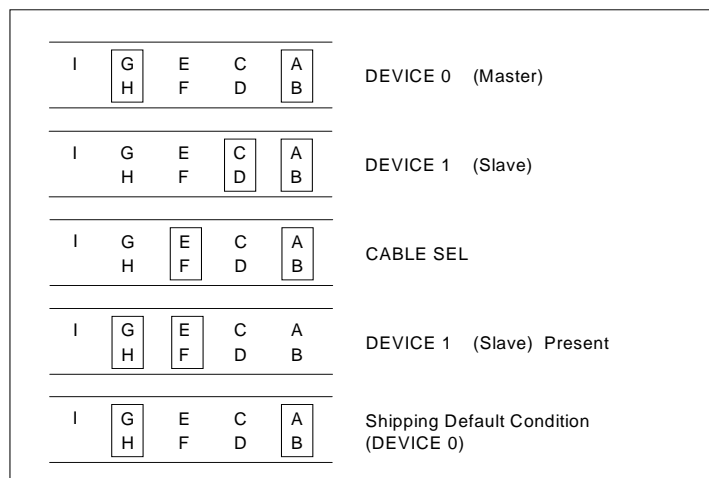 I G E C A DEVICE 0 (Master)
H F D B
I G E C A DEVICE 1 (Slave)
H F D B
I G E C A CABLE SEL
H F D B
I G E C A DEVICE 1 (Slave) Present
H F D B
I G E C A Shipping Default Condition
H F D B (DEVICE 0)